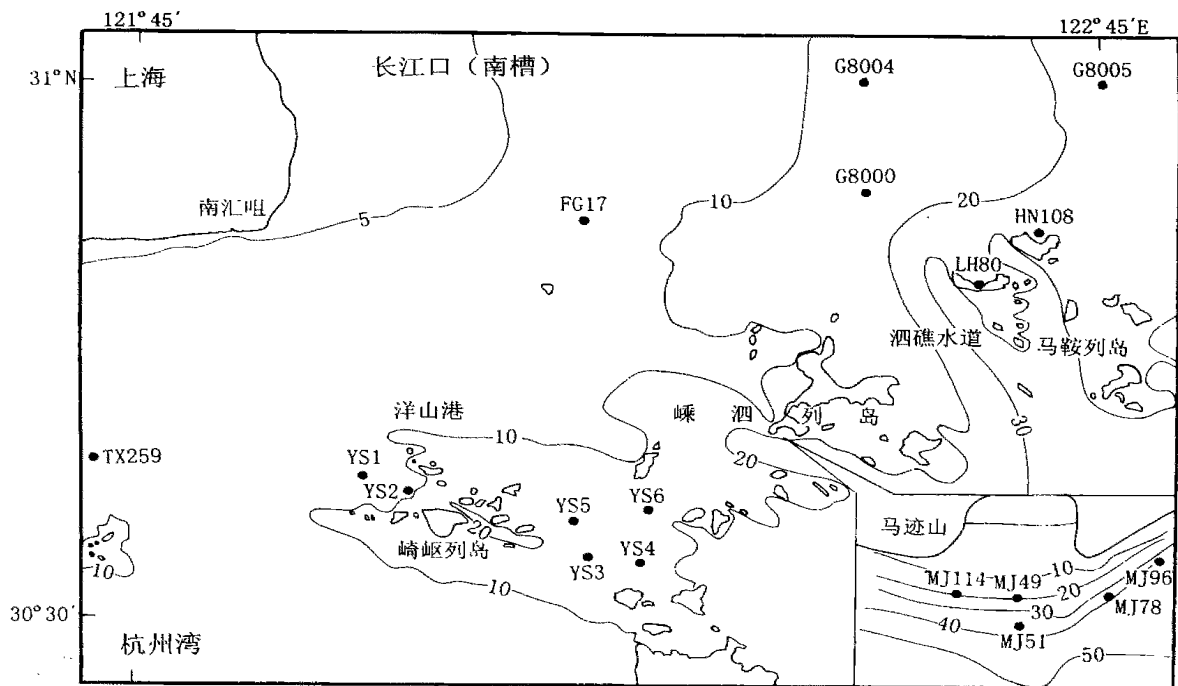 121°45′
122°45′E
31°N
上海
长江口（南槽）
G8004
G8005
南汇咀
5
FG17
10
G8000
20
HN108
LH80
泗礁水道
马鞍列岛
洋山港
10
嵊泗列岛
30
20
TX259
YS1
YS2
YS5
YS6
20
崎岖列岛
YS3
YS4
10
10
马迹山
10
MJ114
MJ49
MJ96
20
30
MJ78
40
MJ51
50
30°30′
杭州湾